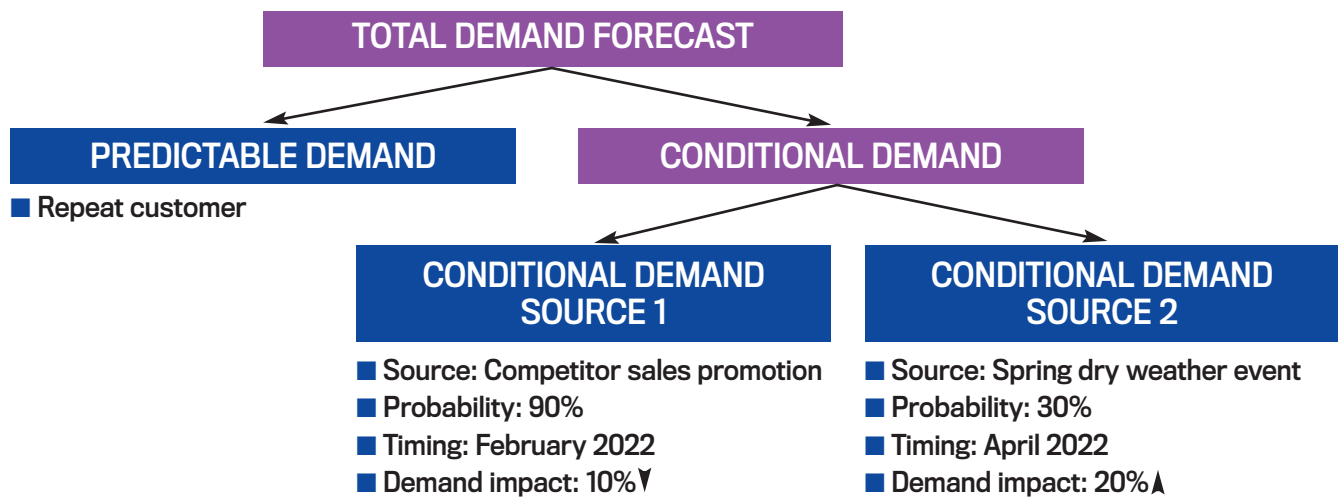 TOTAL DEMAND FORECAST
PREDICTABLE DEMAND
■ Repeat customer
CONDITIONAL DEMAND
CONDITIONAL DEMAND
SOURCE 1
■ Source: Competitor sales promotion
■ Probability: 90%
■ Timing: February 2022
■ Demand impact: 10%▼
CONDITIONAL DEMAND
SOURCE 2
■ Source: Spring dry weather event
■ Probability: 30%
■ Timing: April 2022
■ Demand impact: 20%▲